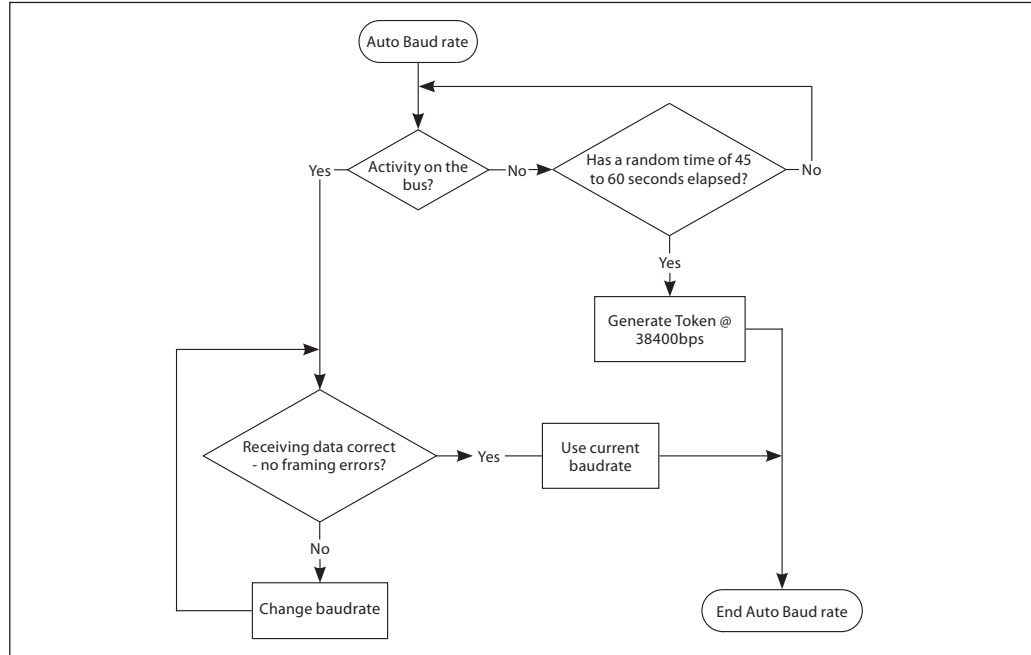 Auto Baud rate
Activity on the
bus?
Yes
No
Has a random time of 45
to 60 seconds elapsed?
No
Yes
Generate Token @
38400bps
Receiving data correct
- no framing errors?
Yes
Use current
baudrate
No
Change baudrate
End Auto Baud rate